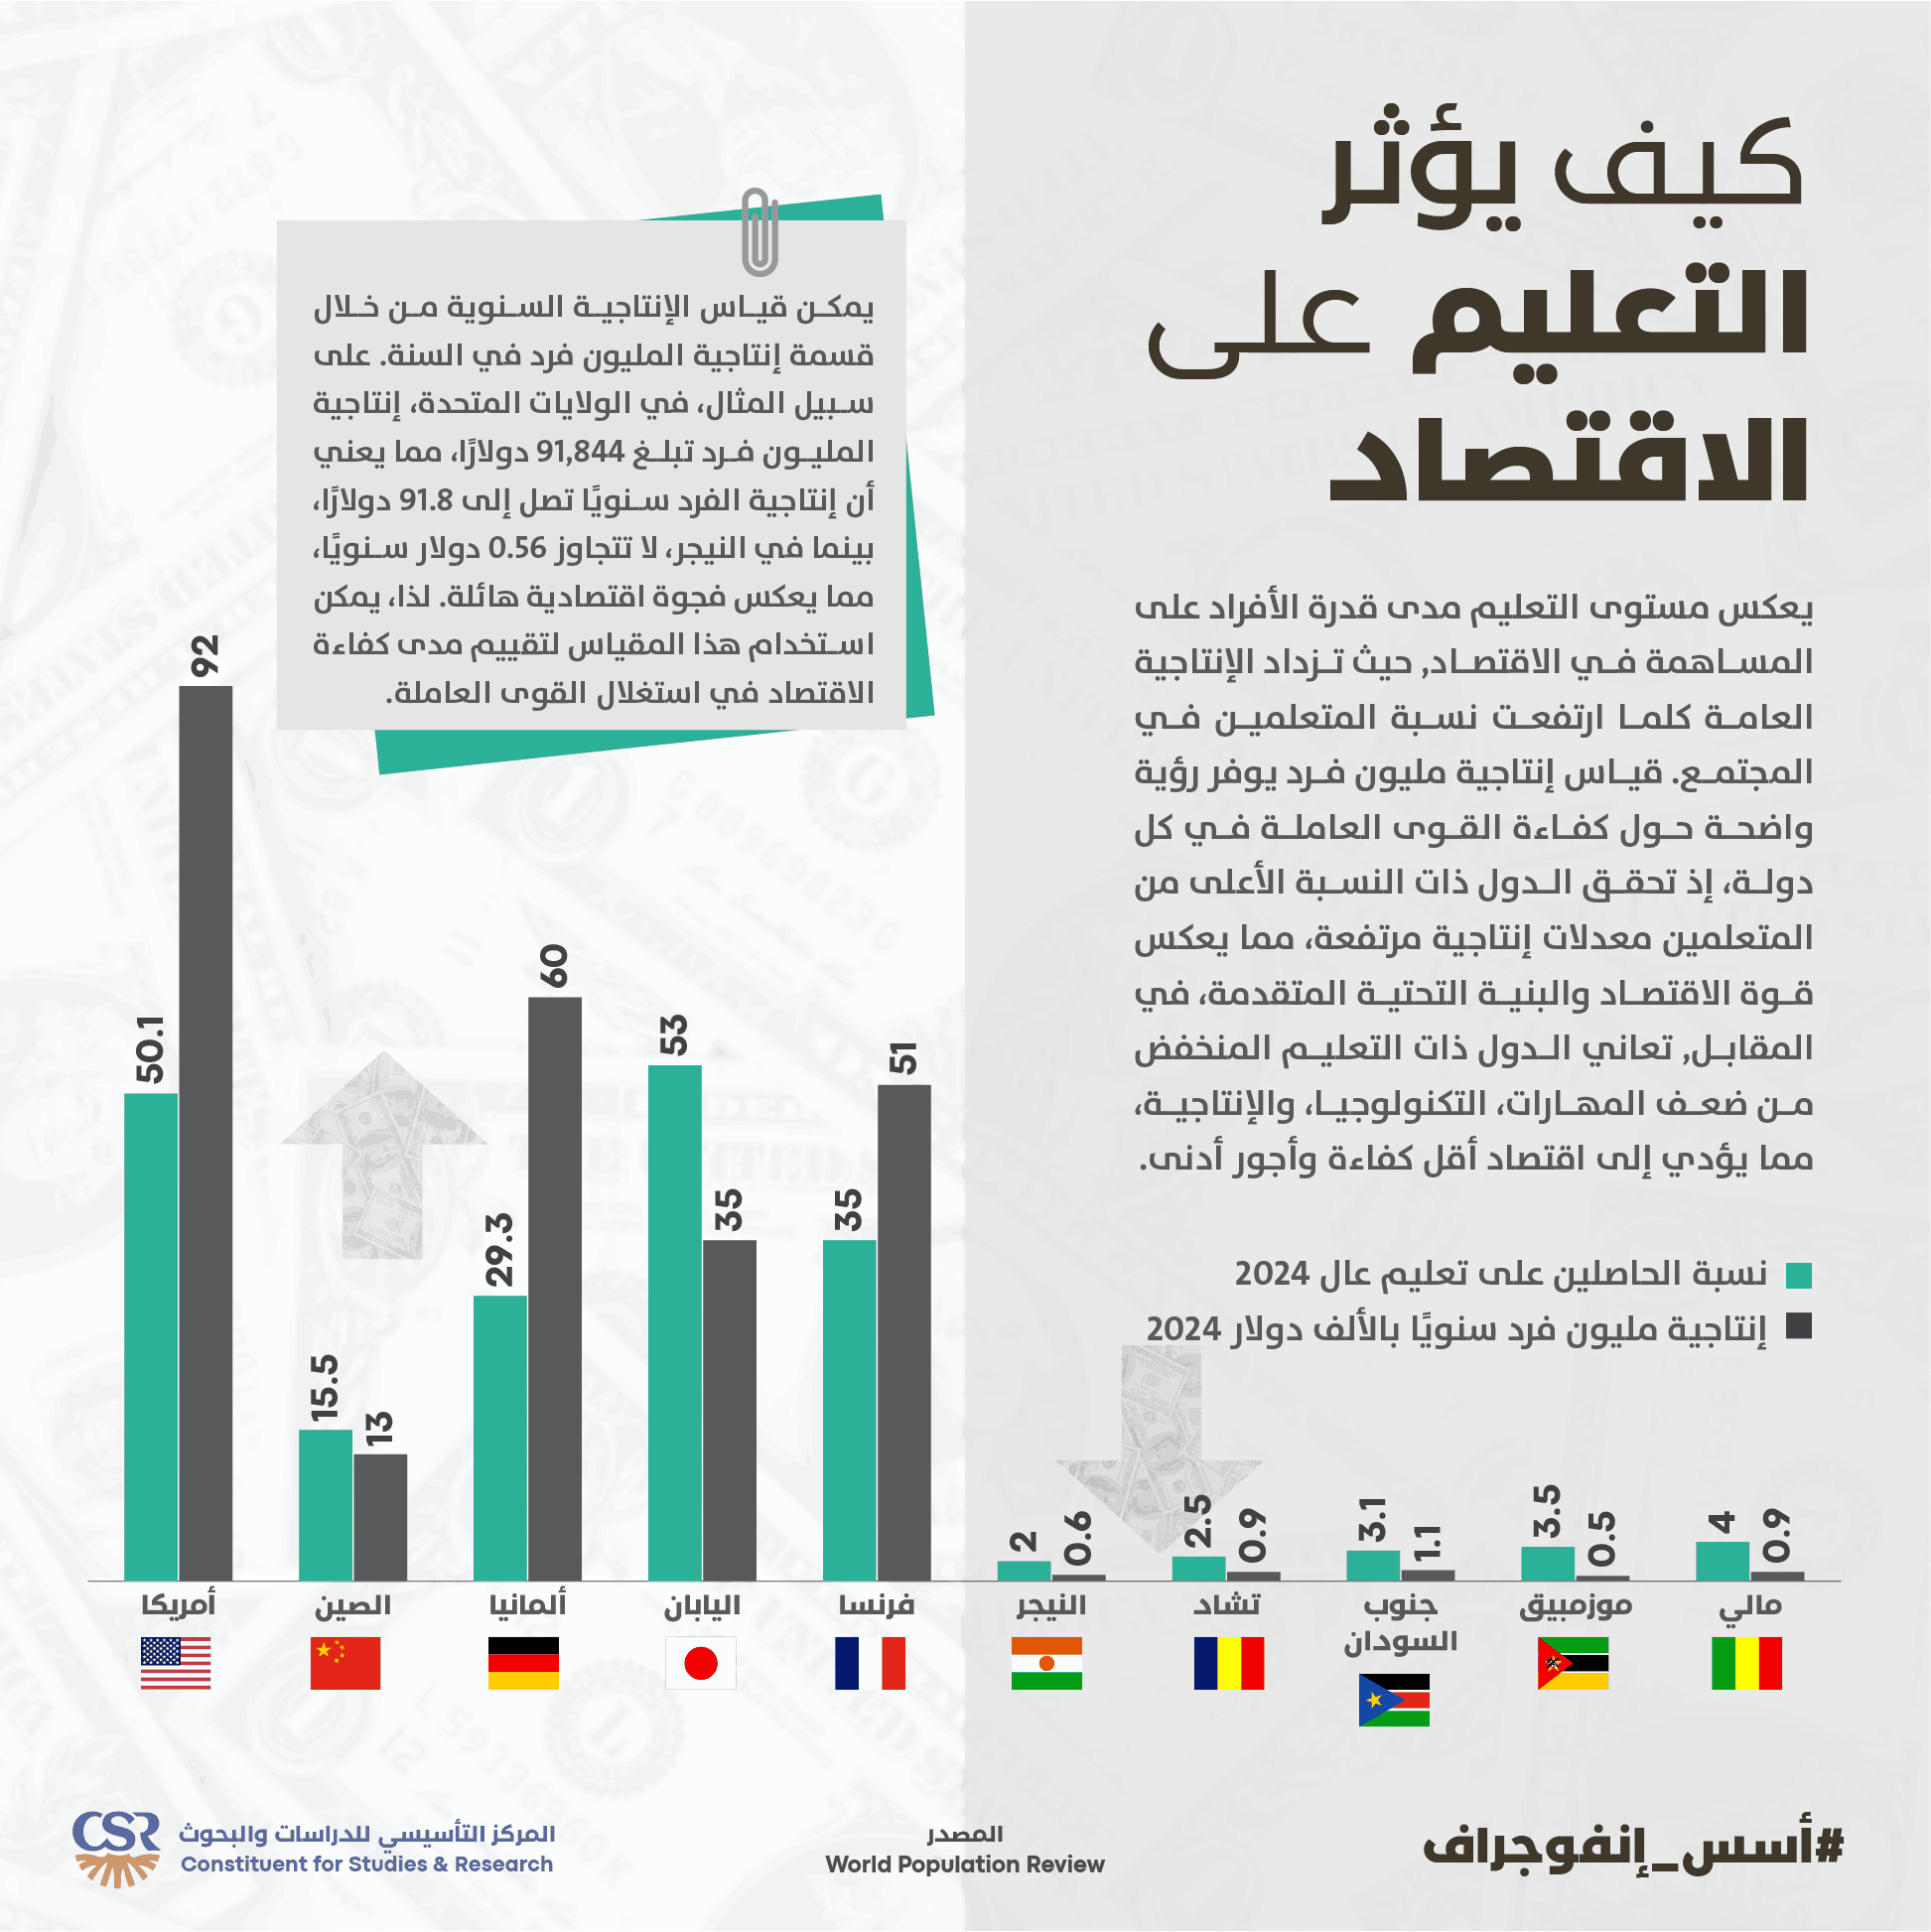 كيف يؤثر
التعليم على
الاقتصاد
يعكس مستوى التعليم مدى قدرة الأفراد على
المساهمة في الاقتصاد, حيث تزداد الإنتاجية
العامة كلما ارتفعت نسبة المتعلمين في
المجتمع. قياس إنتاجية مليون فرد يوفر رؤية
واضحة حول كفاءة القوى العاملة في كل
دولة، إذ تحقق الدول ذات النسبة الأعلى من
المتعلمين معدلات إنتاجية مرتفعة، مما يعكس
قوة الاقتصاد والبنية التحتية المتقدمة، في
المقابل, تعاني الدول ذات التعليم المنخفض
من ضعف المهارات، التكنولوجيا، والإنتاجية،
مما يؤدي إلى اقتصاد أقل كفاءة وأجور أدنى.
نسبة الحاصلين على تعليم عال 2024
إنتاجية مليون فرد سنويًا بالألف دولار 2024
يمكن قياس الإنتاجية السنوية من خلال
قسمة إنتاجية المليون فرد في السنة. على
سبيل المثال، في الولايات المتحدة، إنتاجية
المليون فرد تبلغ 91,844 دولارًا، مما يعني
أن إنتاجية الفرد سنويًا تصل إلى 91.8 دولارًا،
بينما في النيجر، لا تتجاوز 0.56 دولار سنويًا،
مما يعكس فجوة اقتصادية هائلة. لذا، يمكن
استخدام هذا المقياس لتقييم مدى كفاءة
الاقتصاد في استغلال القوى العاملة.
50.1
92
أمريكا
15.5
13
الصين
29.3
60
ألمانيا
53
35
اليابان
35
51
فرنسا
2
0.6
النيجر
2.5
0.9
تشاد
3.1
1.1
جنوب
السودان
3.5
0.5
موزمبيق
4
0.9
مالي
#أسس_إنفوجراف
المصدر
World Population Review
CSR
المركز التأسيسي للدراسات والبحوث
Constituent for Studies & Research